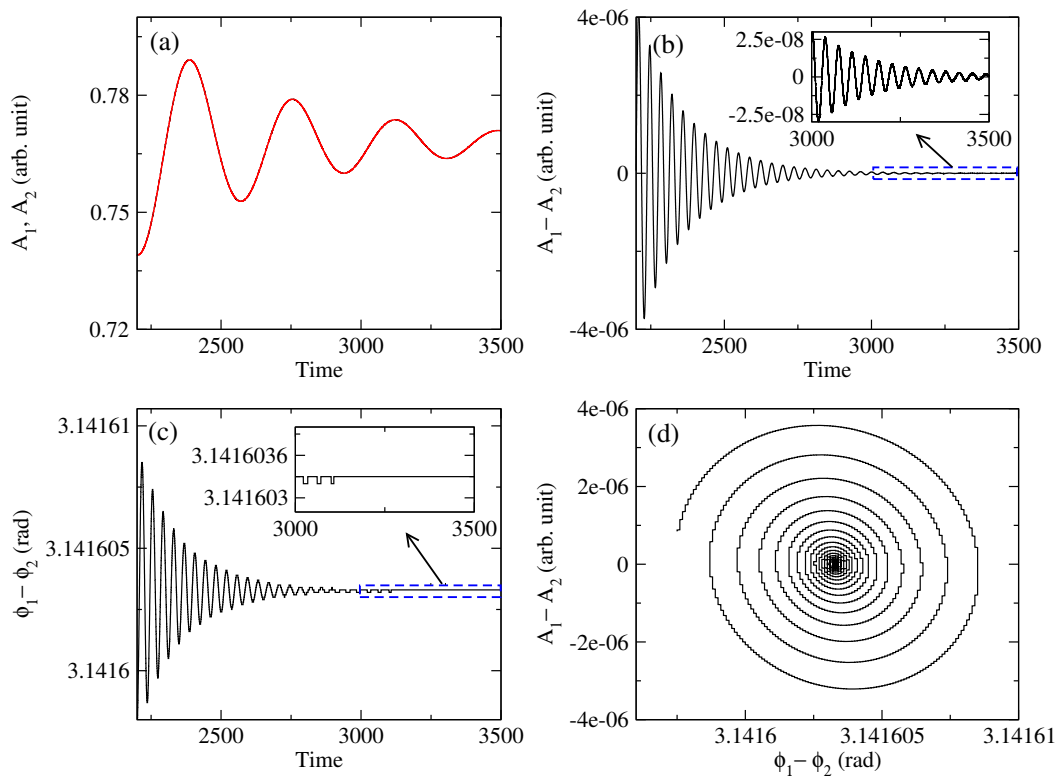 (a)
0.78
0.75
0.72
A1, A2 (arb. unit)
2500 3000 3500
Time
(b)
4e-06
0
-4e-06
A1− A2 (arb. unit)
2500 3000 3500
Time
2.5e-08
0
-2.5e-08
3000 3500
(c)
3.14161
3.141605
3.1416
ϕ1− ϕ2 (rad)
2500 3000 3500
Time
3.1416036
3.141603
3000 3500
(d)
4e-06
2e-06
0
-2e-06
-4e-06
A1− A2 (arb. unit)
3.1416 3.141605 3.14161
ϕ1− ϕ2 (rad)